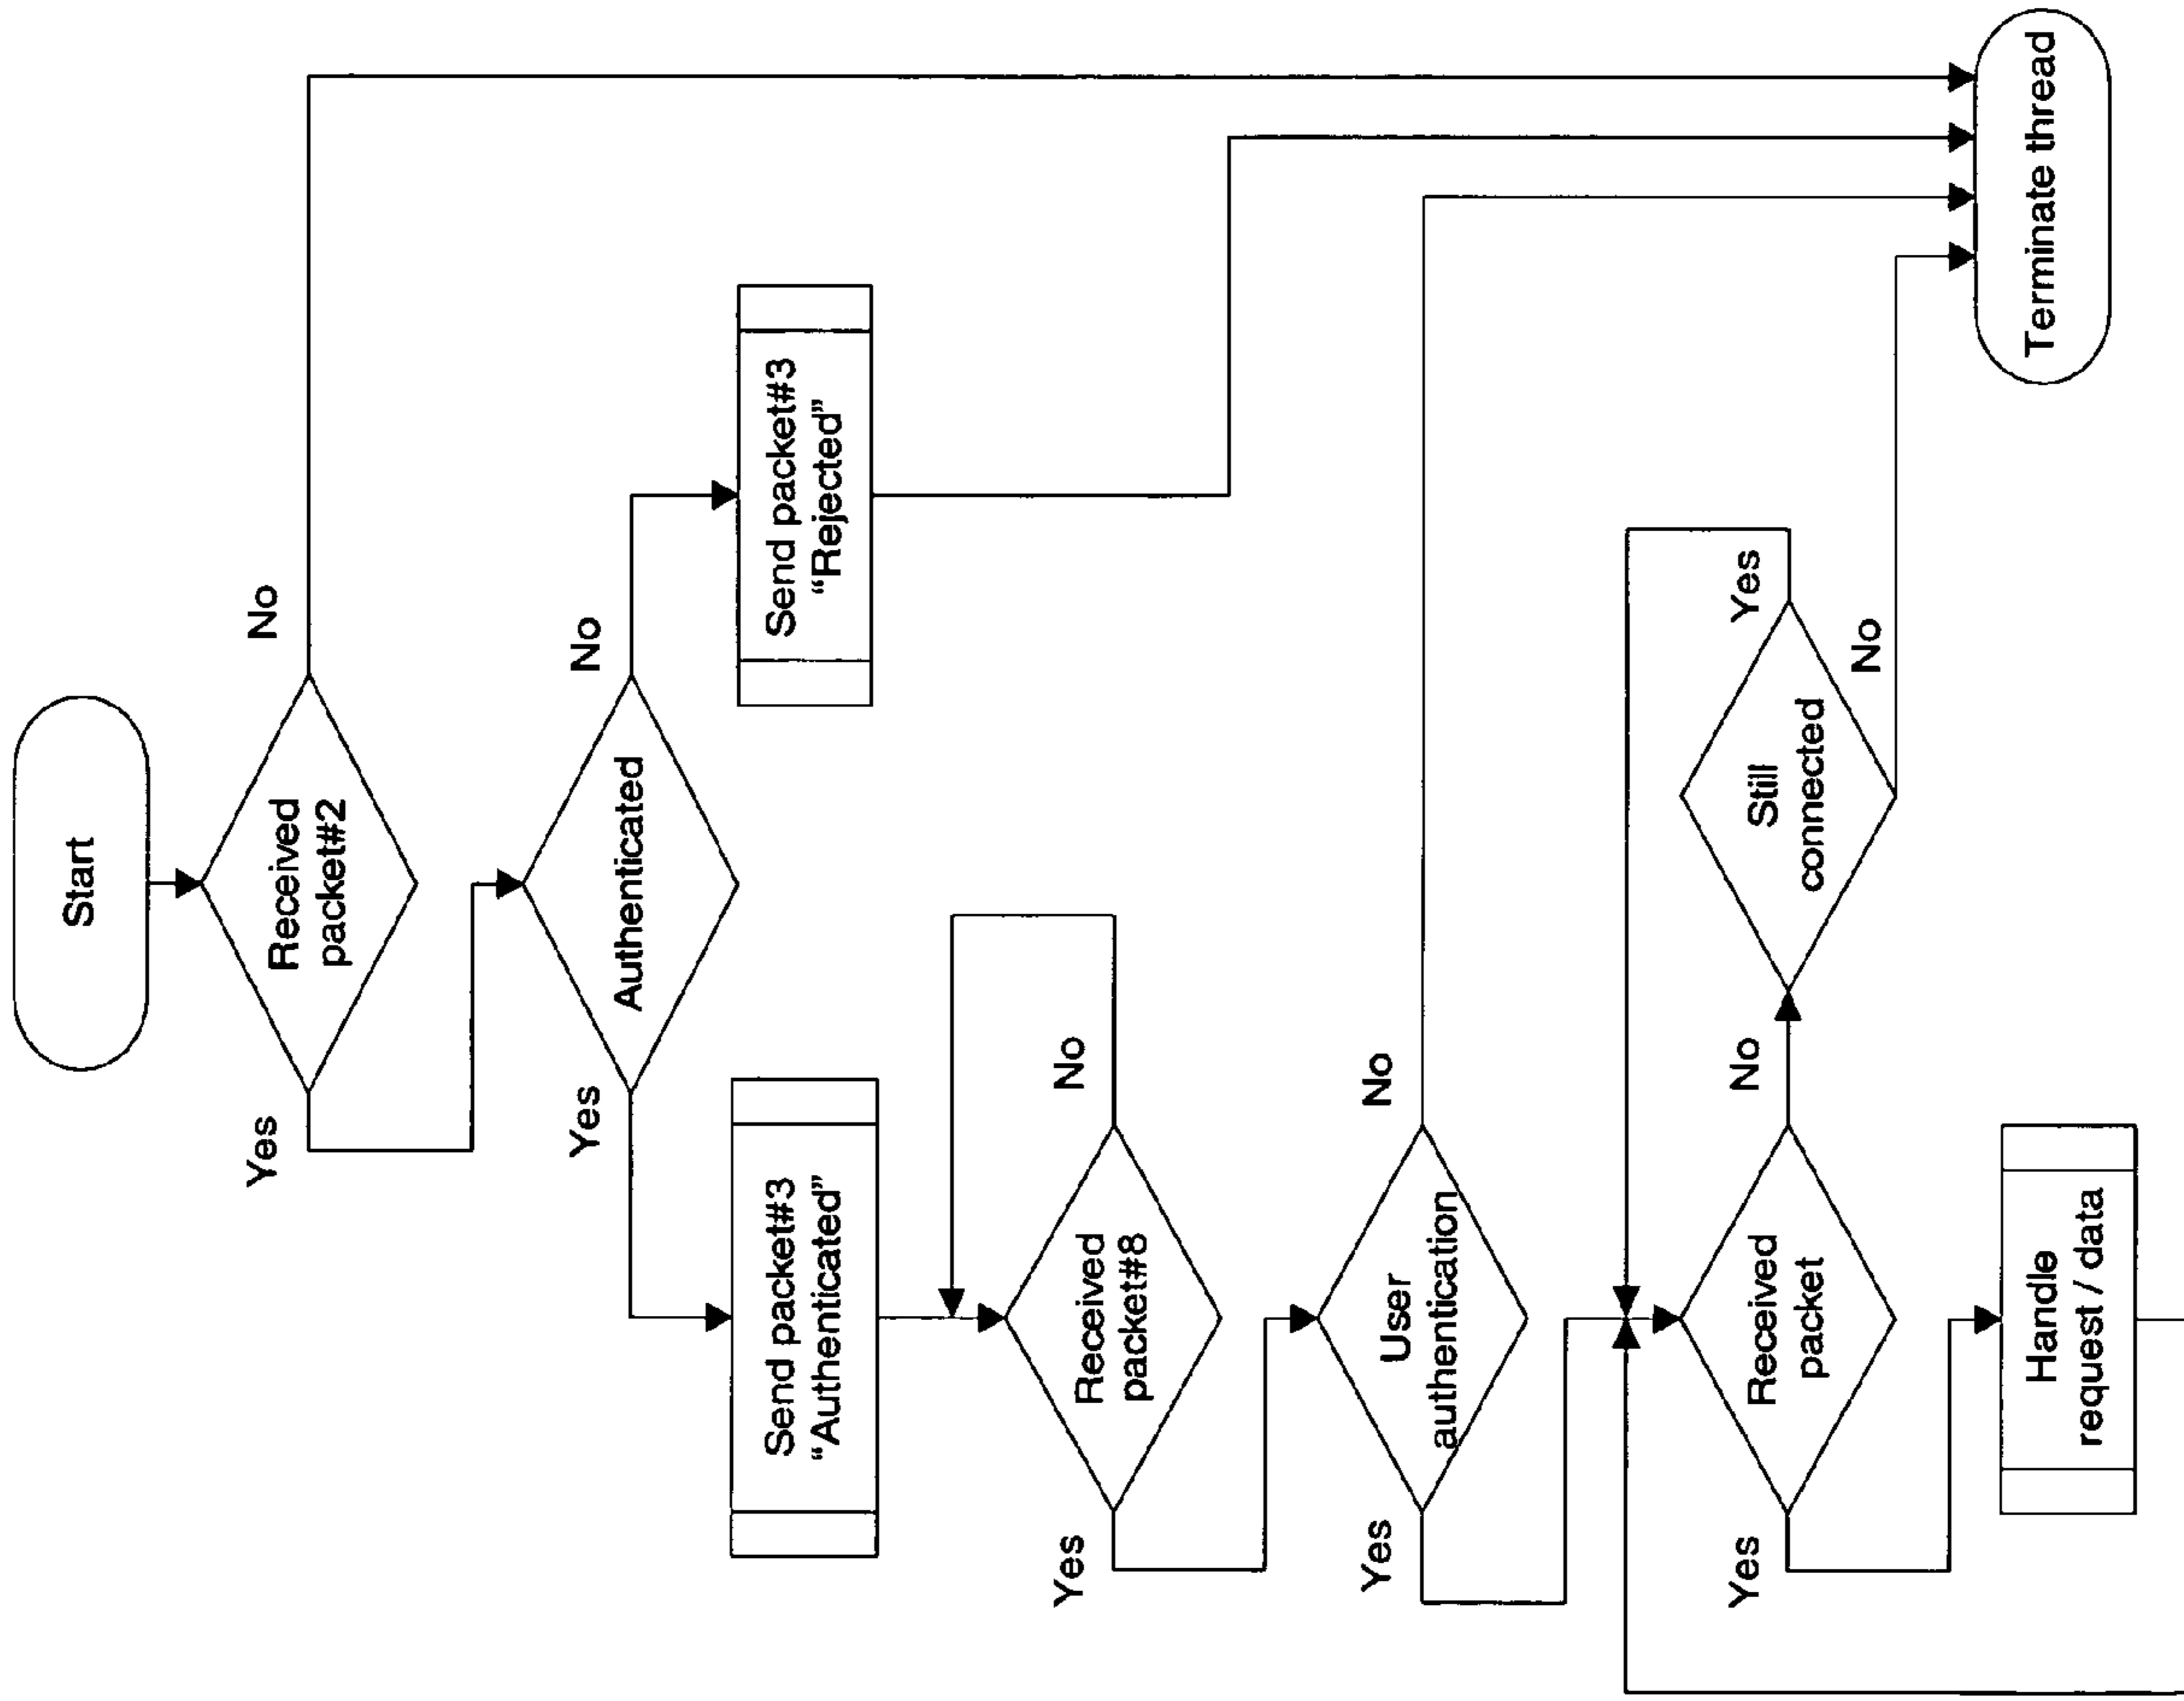 Start
Received
packet#2
No
Yes
Authenticated
No
Yes
Send packet#3
"Rejected"
Send packet#3
“Authenticated”
Received
packet#8
No
Yes
User
authentication
No
Yes
Received
packet
No
Yes
Still
connected
Yes
No
Handle
request / data
Terminate thread